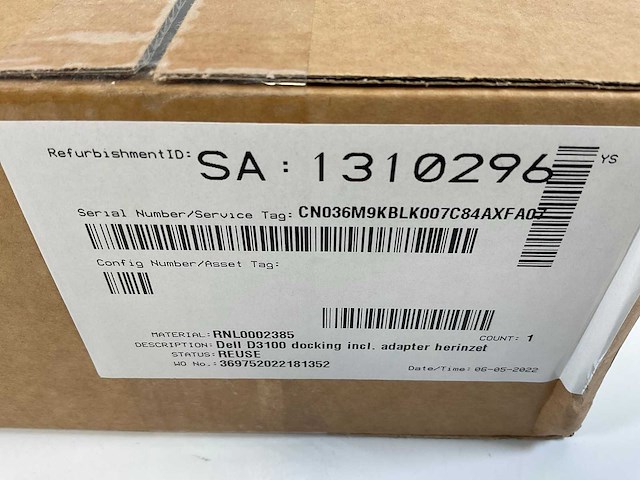 RefurbishmentID: SA:1310296 YS
Serial Number/Service Tag: CN036M9KBLK007C84AXFA07
Config Number/Asset Tag:
MATERIAL: RNL0002385 COUNT: 1
DESCRIPTION: Dell D3100 docking incl. adapter herinzet
STATUS: REUSE
WO No.: 369752022181352 Date/Time: 06-05-2022